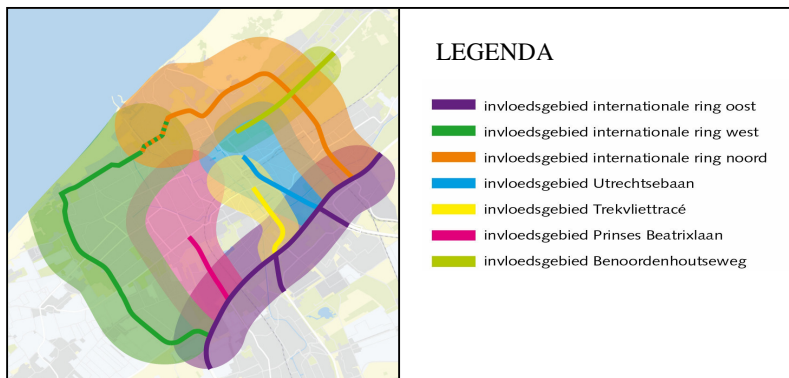 LEGENDA
invloedsgebied internationale ring oost
invloedsgebied internationale ring west
invloedsgebied internationale ring noord
invloedsgebied Utrechtsebaan
invloedsgebied Trekvliettracé
invloedsgebied Prinses Beatrixlaan
invloedsgebied Benoordenhoutseweg